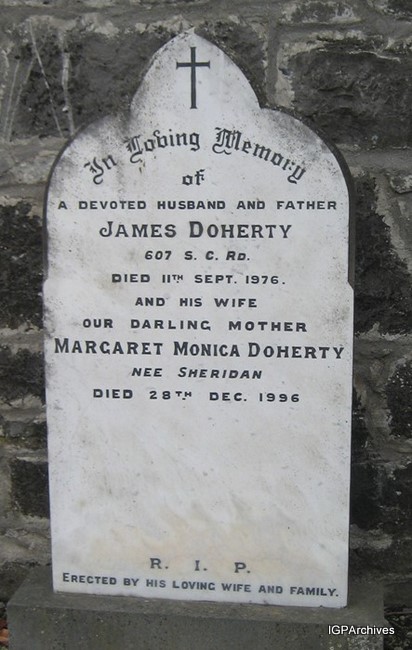 In Loving Memory
of
A DEVOTED HUSBAND AND FATHER
JAMES DOHERTY
607 S. C. RD.
DIED 11TH SEPT. 1976.
AND HIS WIFE
OUR DARLING MOTHER
MARGARET MONICA DOHERTY
NEE SHERIDAN
DIED 28TH DEC. 1996
R. I. P.
ERECTED BY HIS LOVING WIFE AND FAMILY.
IGPArchives